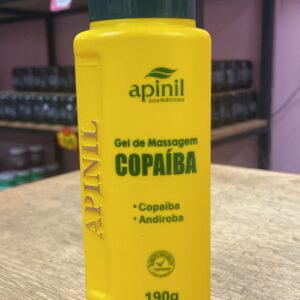 apinil
cosméticos
Gel de Massagem
COPAÍBA
• Copaíba
• Andiroba
190g
APINIL